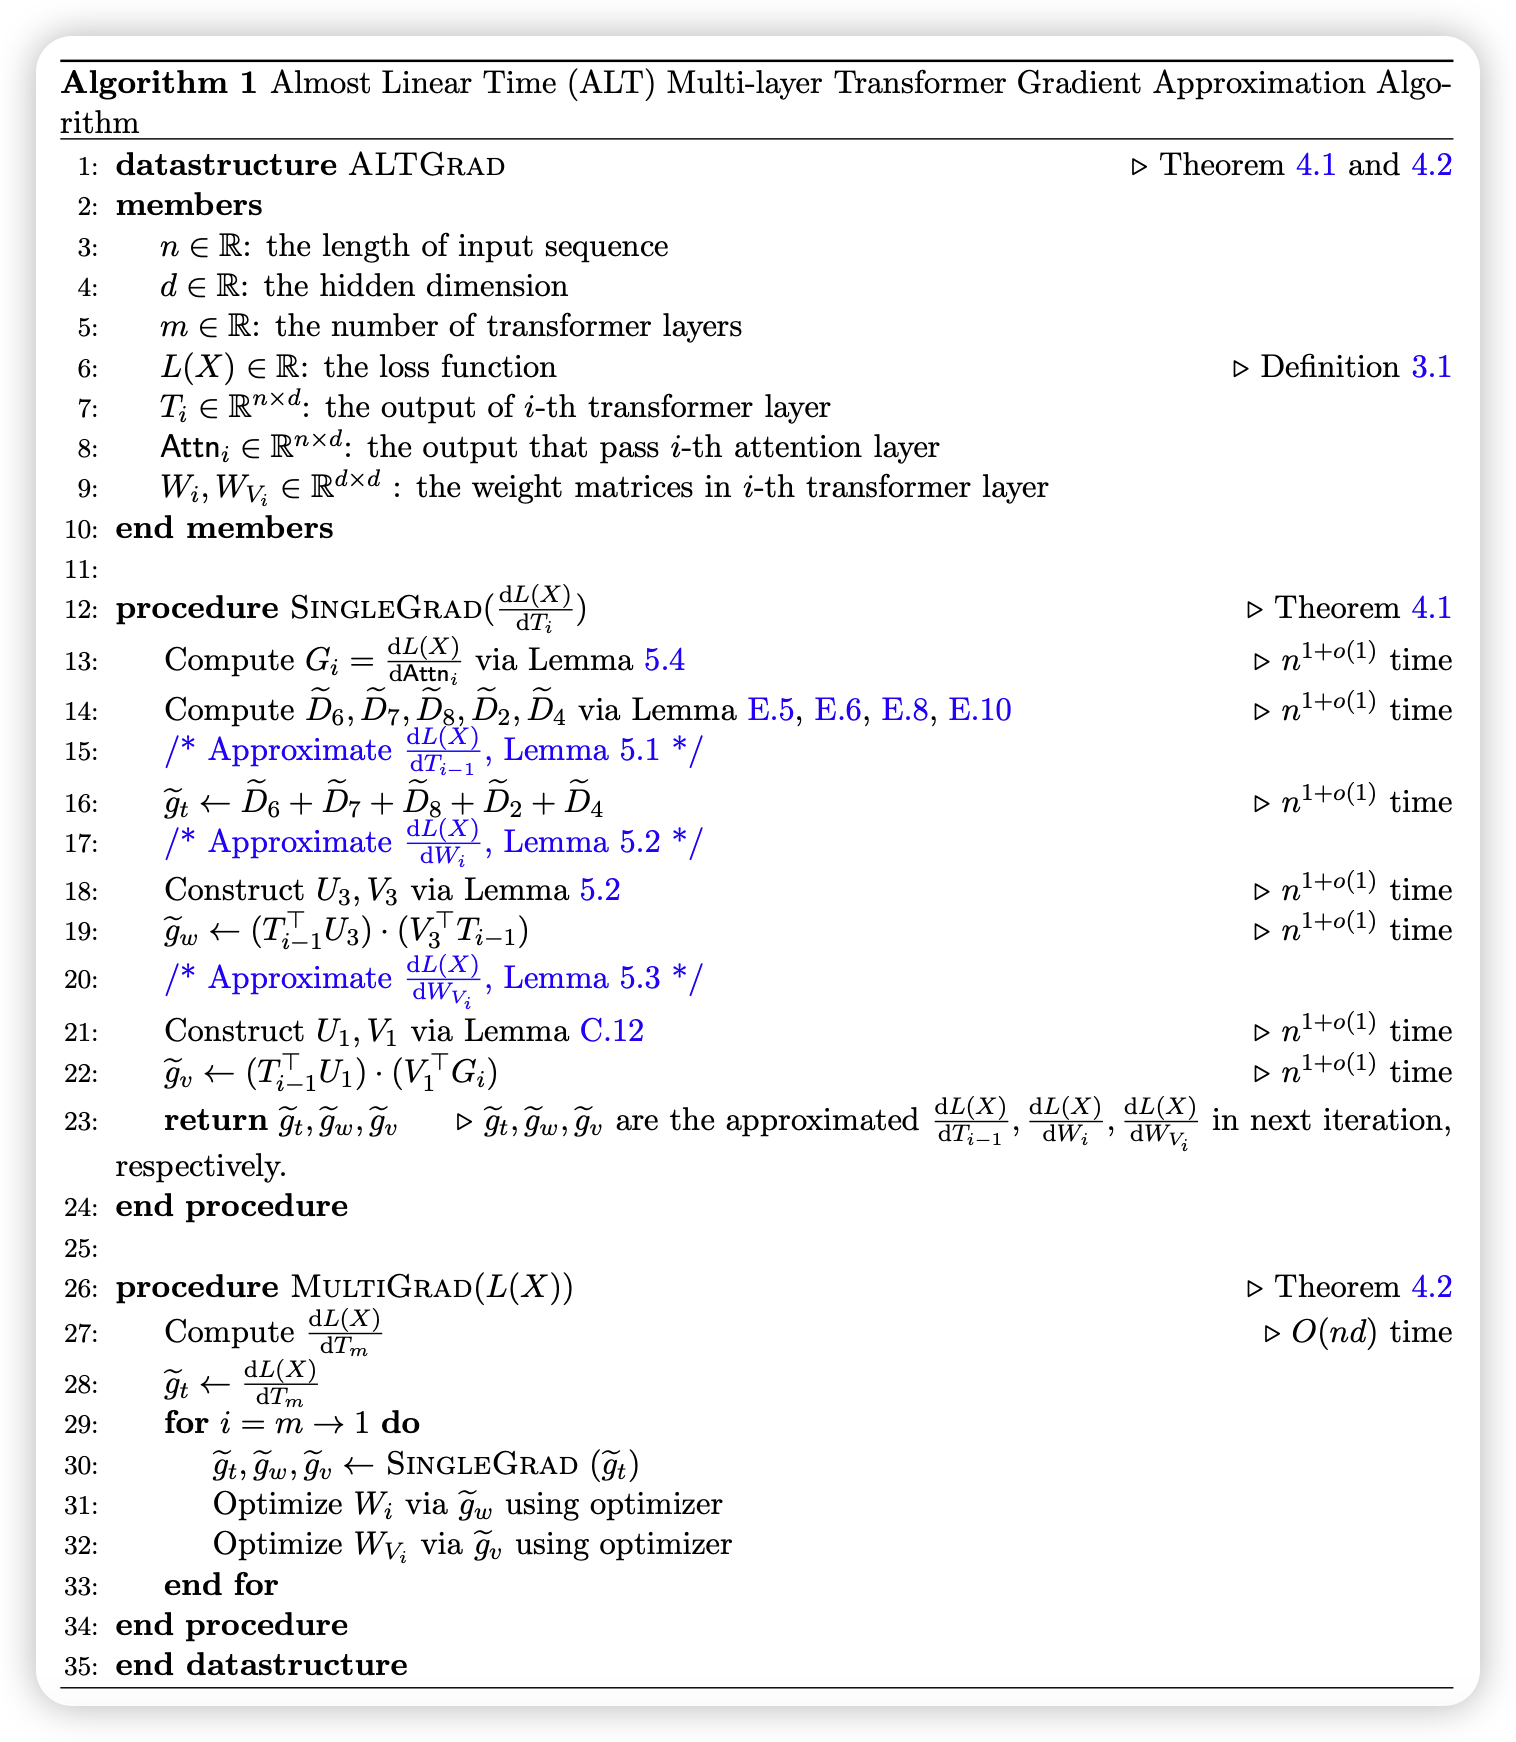 Algorithm 1 Almost Linear Time (ALT) Multi-layer Transformer Gradient Approximation Algo-
rithm
1: datastructure ALTGrad ▷ Theorem 4.1 and 4.2
2: members
3: $n \in \mathbb{R}$: the length of input sequence
4: $d \in \mathbb{R}$: the hidden dimension
5: $m \in \mathbb{R}$: the number of transformer layers
6: $L(X) \in \mathbb{R}$: the loss function ▷ Definition 3.1
7: $T_i \in \mathbb{R}^{n \times d}$: the output of $i$-th transformer layer
8: $\mathsf{Attn}_i \in \mathbb{R}^{n \times d}$: the output that pass $i$-th attention layer
9: $W_i, W_{V_i} \in \mathbb{R}^{d \times d}$ : the weight matrices in $i$-th transformer layer
10: end members
11:
12: procedure SingleGrad($\frac{\mathrm{d}L(X)}{\mathrm{d}T_i}$) ▷ Theorem 4.1
13: Compute $G_i = \frac{\mathrm{d}L(X)}{\mathrm{d}\mathsf{Attn}_i}$ via Lemma 5.4 ▷ $n^{1+o(1)}$ time
14: Compute $\widetilde{D}_6, \widetilde{D}_7, \widetilde{D}_8, \widetilde{D}_2, \widetilde{D}_4$ via Lemma E.5, E.6, E.8, E.10 ▷ $n^{1+o(1)}$ time
15: /* Approximate $\frac{\mathrm{d}L(X)}{\mathrm{d}T_{i-1}}$, Lemma 5.1 */
16: $\widetilde{g}_t \leftarrow \widetilde{D}_6 + \widetilde{D}_7 + \widetilde{D}_8 + \widetilde{D}_2 + \widetilde{D}_4$ ▷ $n^{1+o(1)}$ time
17: /* Approximate $\frac{\mathrm{d}L(X)}{\mathrm{d}W_i}$, Lemma 5.2 */
18: Construct $U_3, V_3$ via Lemma 5.2 ▷ $n^{1+o(1)}$ time
19: $\widetilde{g}_w \leftarrow (T_{i-1}^\top U_3) \cdot (V_3^\top T_{i-1})$ ▷ $n^{1+o(1)}$ time
20: /* Approximate $\frac{\mathrm{d}L(X)}{\mathrm{d}W_{V_i}}$, Lemma 5.3 */
21: Construct $U_1, V_1$ via Lemma C.12 ▷ $n^{1+o(1)}$ time
22: $\widetilde{g}_v \leftarrow (T_{i-1}^\top U_1) \cdot (V_1^\top G_i)$ ▷ $n^{1+o(1)}$ time
23: return $\widetilde{g}_t, \widetilde{g}_w, \widetilde{g}_v$ ▷ $\widetilde{g}_t, \widetilde{g}_w, \widetilde{g}_v$ are the approximated $\frac{\mathrm{d}L(X)}{\mathrm{d}T_{i-1}}, \frac{\mathrm{d}L(X)}{\mathrm{d}W_i}, \frac{\mathrm{d}L(X)}{\mathrm{d}W_{V_i}}$ in next iteration,
respectively.
24: end procedure
25:
26: procedure MultiGrad($L(X)$) ▷ Theorem 4.2
27: Compute $\frac{\mathrm{d}L(X)}{\mathrm{d}T_m}$ ▷ $O(nd)$ time
28: $\widetilde{g}_t \leftarrow \frac{\mathrm{d}L(X)}{\mathrm{d}T_m}$
29: for $i = m \rightarrow 1$ do
30: $\widetilde{g}_t, \widetilde{g}_w, \widetilde{g}_v \leftarrow$ SingleGrad ($\widetilde{g}_t$)
31: Optimize $W_i$ via $\widetilde{g}_w$ using optimizer
32: Optimize $W_{V_i}$ via $\widetilde{g}_v$ using optimizer
33: end for
34: end procedure
35: end datastructure